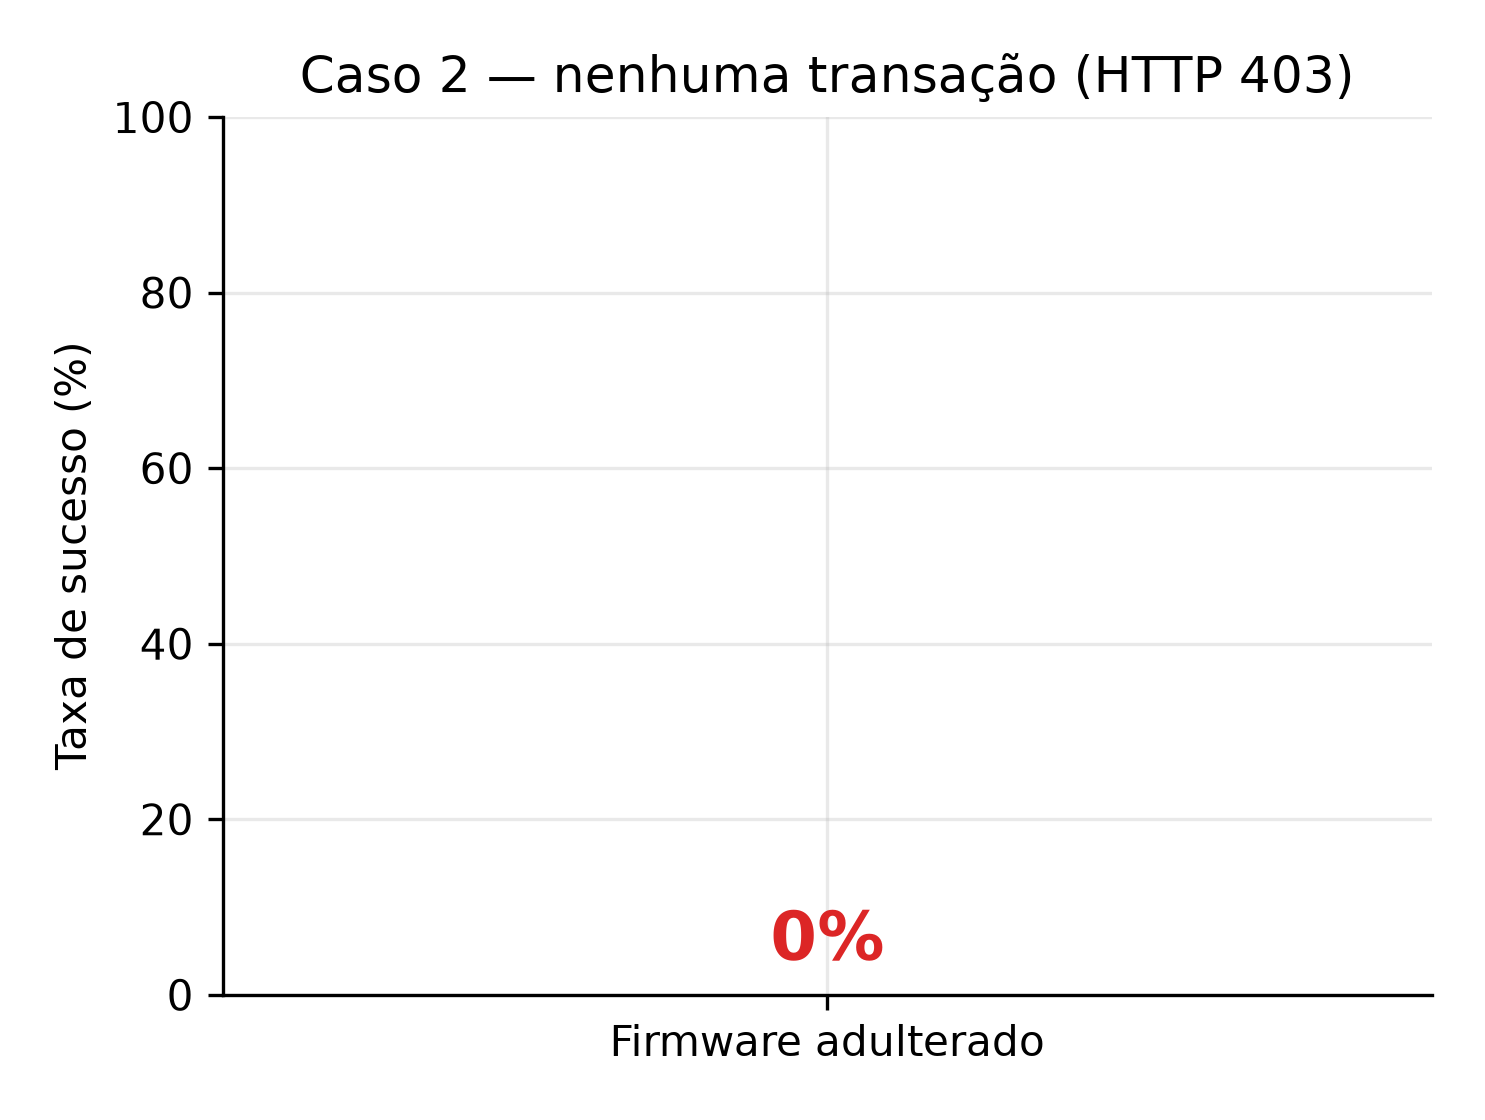 Caso 2 — nenhuma transação (HTTP 403)
100
80
60
40
20
0
Taxa de sucesso (%)
0%
Firmware adulterado